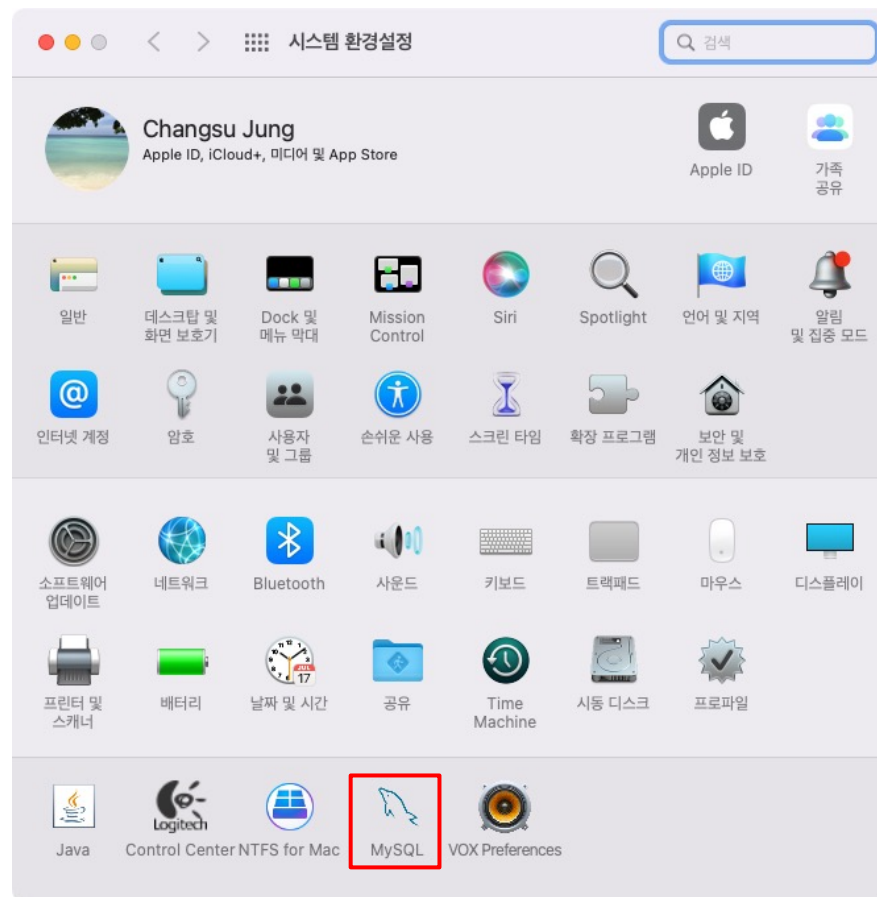 시스템 환경설정
검색
Changsu Jung
Apple ID, iCloud+, 미디어 및 App Store
Apple ID
가족
공유
일반
데스크탑 및
화면 보호기
Dock 및
메뉴 막대
Mission
Control
Siri
Spotlight
언어 및 지역
알림
및 집중 모드
인터넷 계정
암호
사용자
및 그룹
손쉬운 사용
스크린 타임
확장 프로그램
보안 및
개인 정보 보호
소프트웨어
업데이트
네트워크
Bluetooth
사운드
키보드
트랙패드
마우스
디스플레이
프린터 및
스캐너
배터리
JUL
17
날짜 및 시간
공유
Time
Machine
시동 디스크
프로파일
Java
Logitech
Control Center
NTFS for Mac
MySQL
VOX Preferences